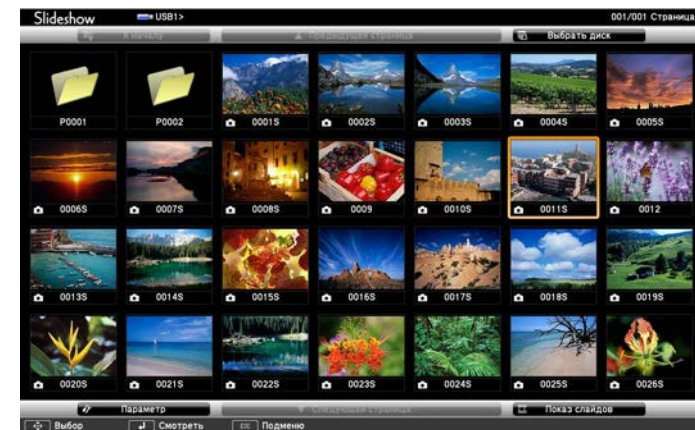 Slideshow USB1> 001/001 Страница
К началу Предыдущая страница Выбрать диск
P0001 P0002 0001S 0002S 0003S 0004S 0005S
0006S 0007S 0008S 0009 0010S 0011S 0012
0013S 0014S 0015S 0016S 0017S 0018S 0019S
0020S 0021S 0022S 0023S 0024S 0025S 0026S
Параметр Следующая страница Показ слайдов
Выбор Смотреть Esc Подменю